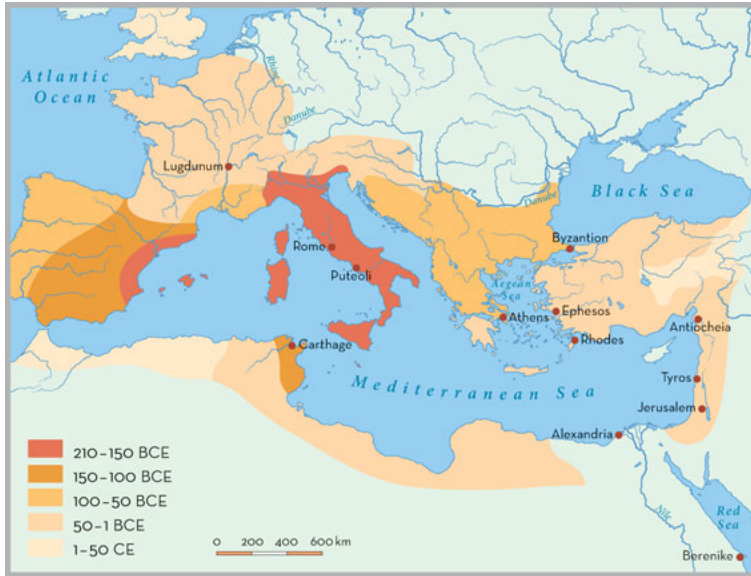 Atlantic
Ocean
Rhine
Danube
Lugdunum
Danube
Black Sea
Byzantion
Rome
Puteoli
Aegean
Sea
Ephesos
Athens
Antiocheia
Rhodes
Carthage
Mediterranean Sea
Tyros
Jerusalem
Alexandria
210–150 BCE
150–100 BCE
100–50 BCE
50–1 BCE
1–50 CE
0 200 400 600 km
Nile
Red
Sea
Berenike